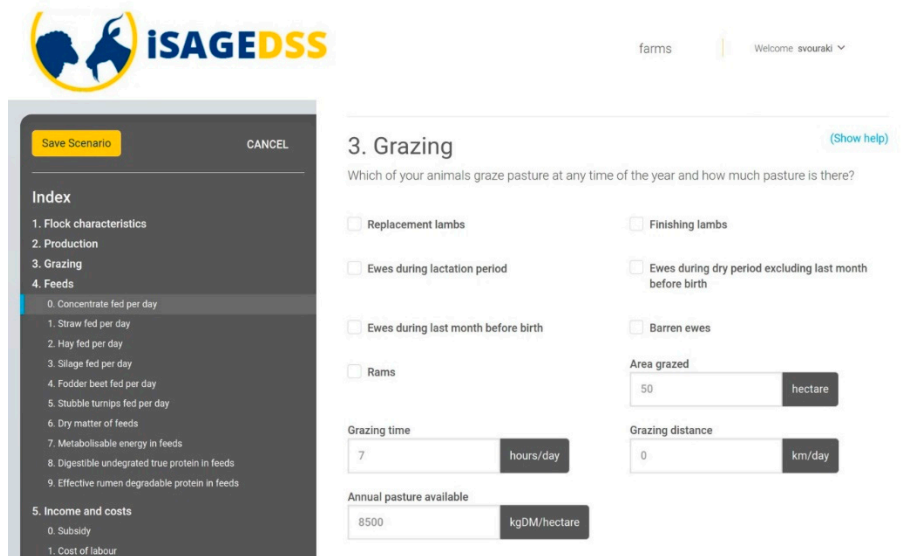 iSAGEDSS
farms
Welcome svouraki
Save Scenario
CANCEL
Index
1. Flock characteristics
2. Production
3. Grazing
4. Feeds
0. Concentrate fed per day
1. Straw fed per day
2. Hay fed per day
3. Silage fed per day
4. Fodder beet fed per day
5. Stubble turnips fed per day
6. Dry matter of feeds
7. Metabolisable energy in feeds
8. Digestible undegrated true protein in feeds
9. Effective rumen degradable protein in feeds
5. Income and costs
0. Subsidy
1. Cost of labour
3. Grazing
(Show help)
Which of your animals graze pasture at any time of the year and how much pasture is there?
Replacement lambs
Finishing lambs
Ewes during lactation period
Ewes during dry period excluding last month
before birth
Ewes during last month before birth
Barren ewes
Rams
Area grazed
50 hectare
Grazing time
7 hours/day
Grazing distance
0 km/day
Annual pasture available
8500 kgDM/hectare